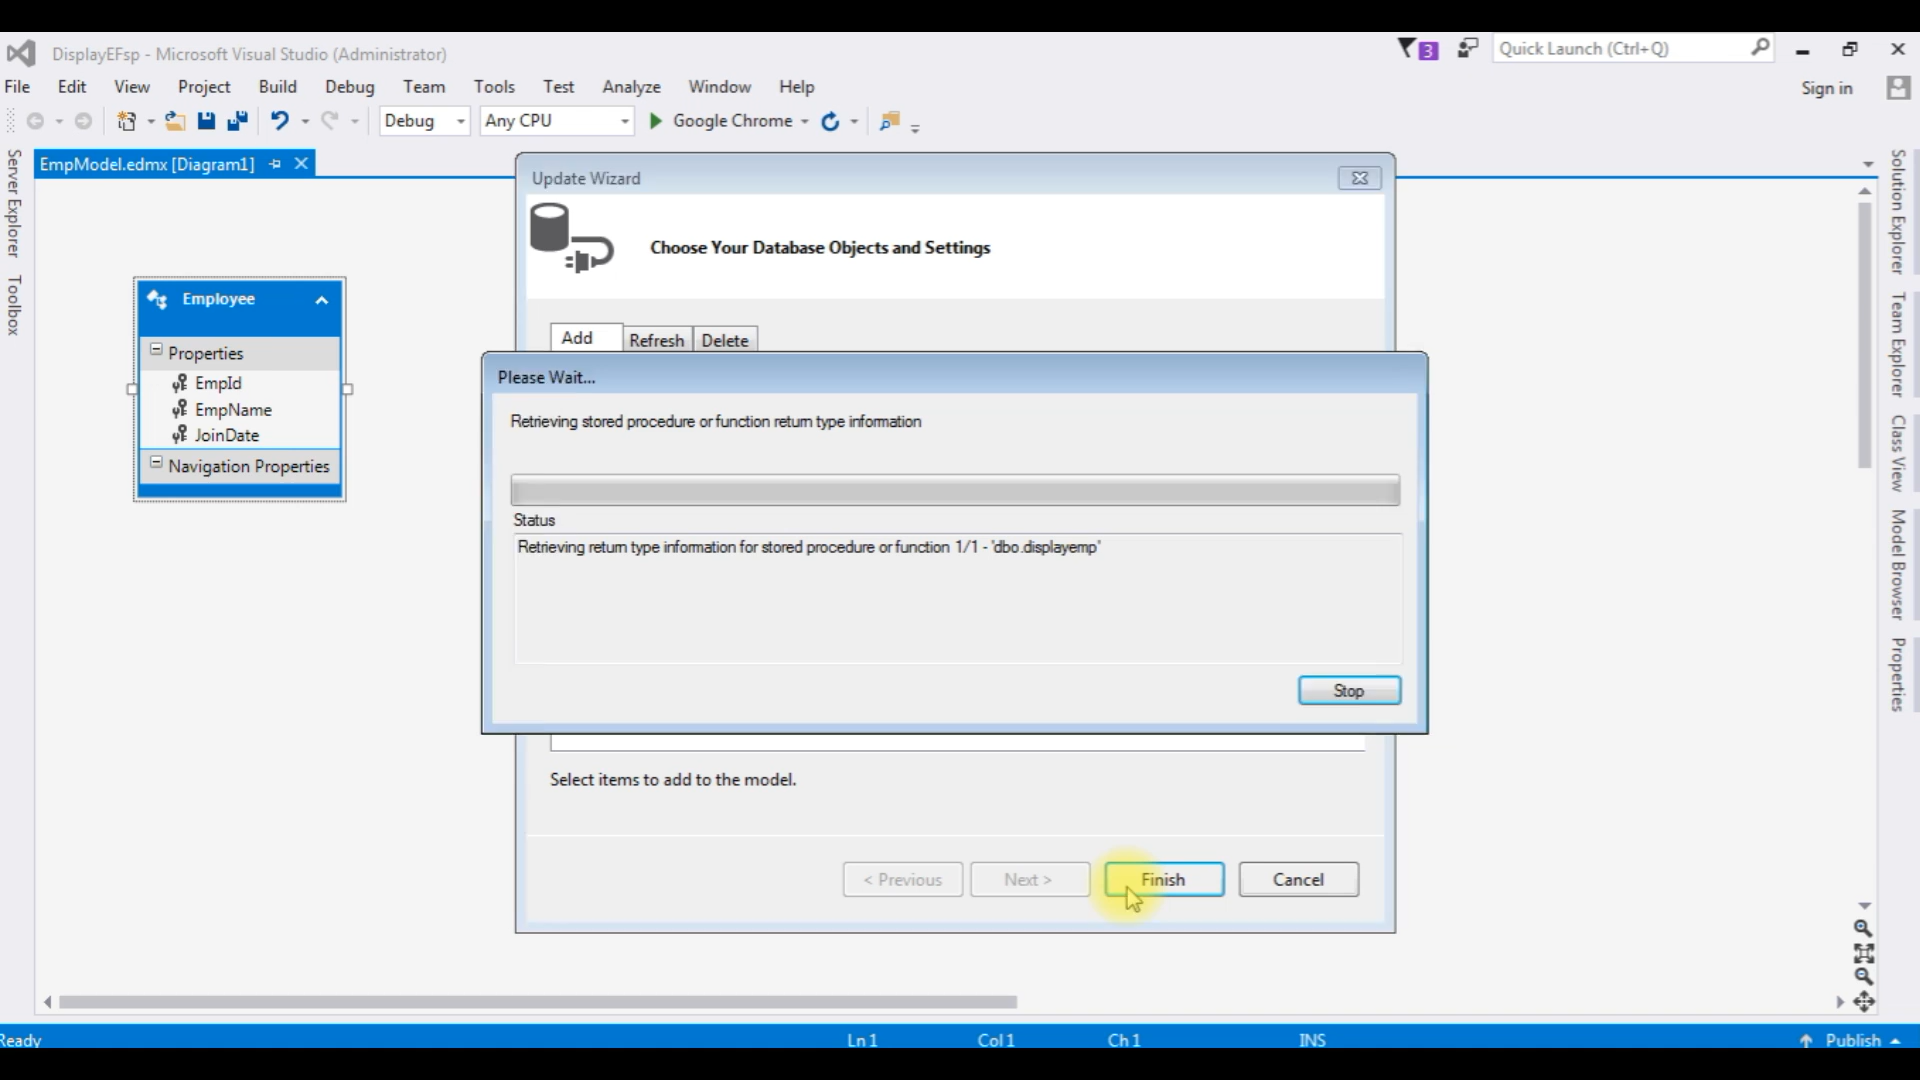 DisplayEFsp - Microsoft Visual Studio (Administrator)
3
Quick Launch (Ctrl+Q)
File Edit View Project Build Debug Team Tools Test Analyze Window Help
Sign in
Debug
Any CPU
Google Chrome
EmpModel.edmx [Diagram1]
Server Explorer
Toolbox
Employee
Properties
EmpId
EmpName
JoinDate
Navigation Properties
Update Wizard
Choose Your Database Objects and Settings
Add Refresh Delete
Please Wait...
Retrieving stored procedure or function return type information
Status
Retrieving return type information for stored procedure or function 1/1 - 'dbo.displayemp'
Stop
Select items to add to the model.
< Previous
Next >
Finish
Cancel
Solution Explorer
Team Explorer
Class View
Model Browser
Properties
Ready
Ln 1
Col 1
Ch 1
INS
Publish